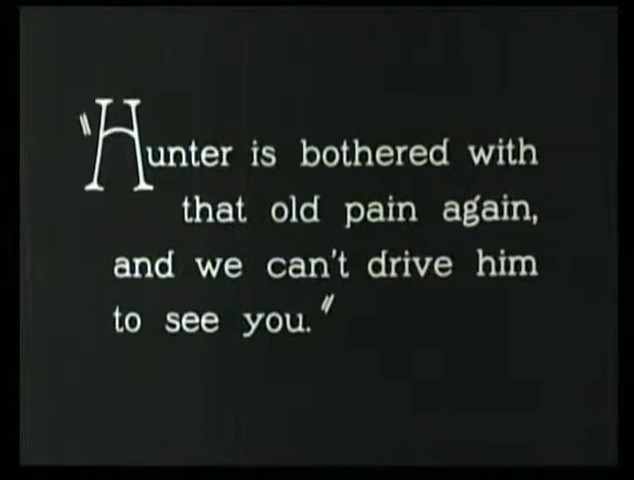 "Hunter is bothered with
that old pain again,
and we can't drive him
to see you."